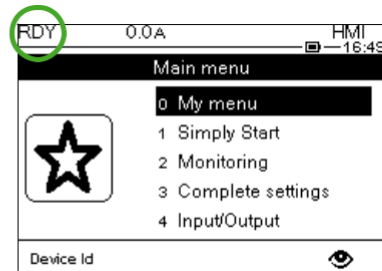 RDY 0.0A HMI
16:49
Main menu
0 My menu
1 Simply Start
2 Monitoring
3 Complete settings
4 Input/Output
Device Id